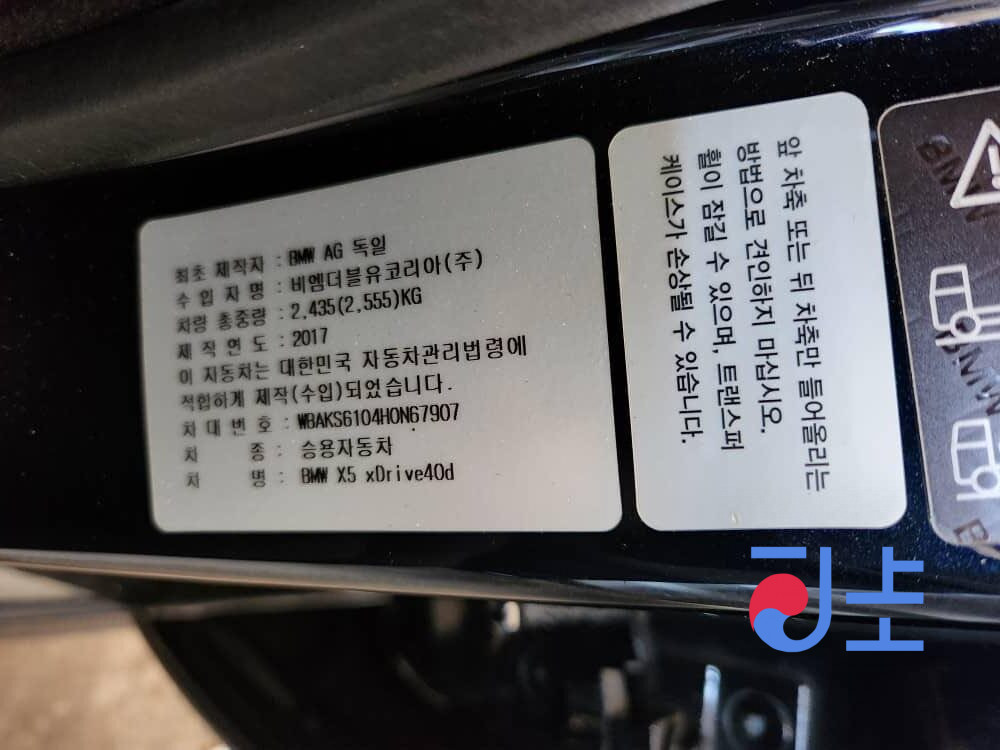 최초 제작자 : BMW AG 독일
수 입 자 명 : 비엠더블유코리아(주)
차량 총중량 : 2,435(2,555)KG
제 작 연 도 : 2017
이 자동차는 대한민국 자동차관리법령에
적합하게 제작(수입)되었습니다.
차 대 번 호 : WBAKS6104H0N67907
차 종 : 승용자동차
차 명 : BMW X5 xDrive40d
앞 차축 또는 뒤 차축만 들어올리는
방법으로 견인하지 마십시오.
휠이 잠길 수 있으며, 트랜스퍼
케이스가 손상될 수 있습니다.
BMW
BMW